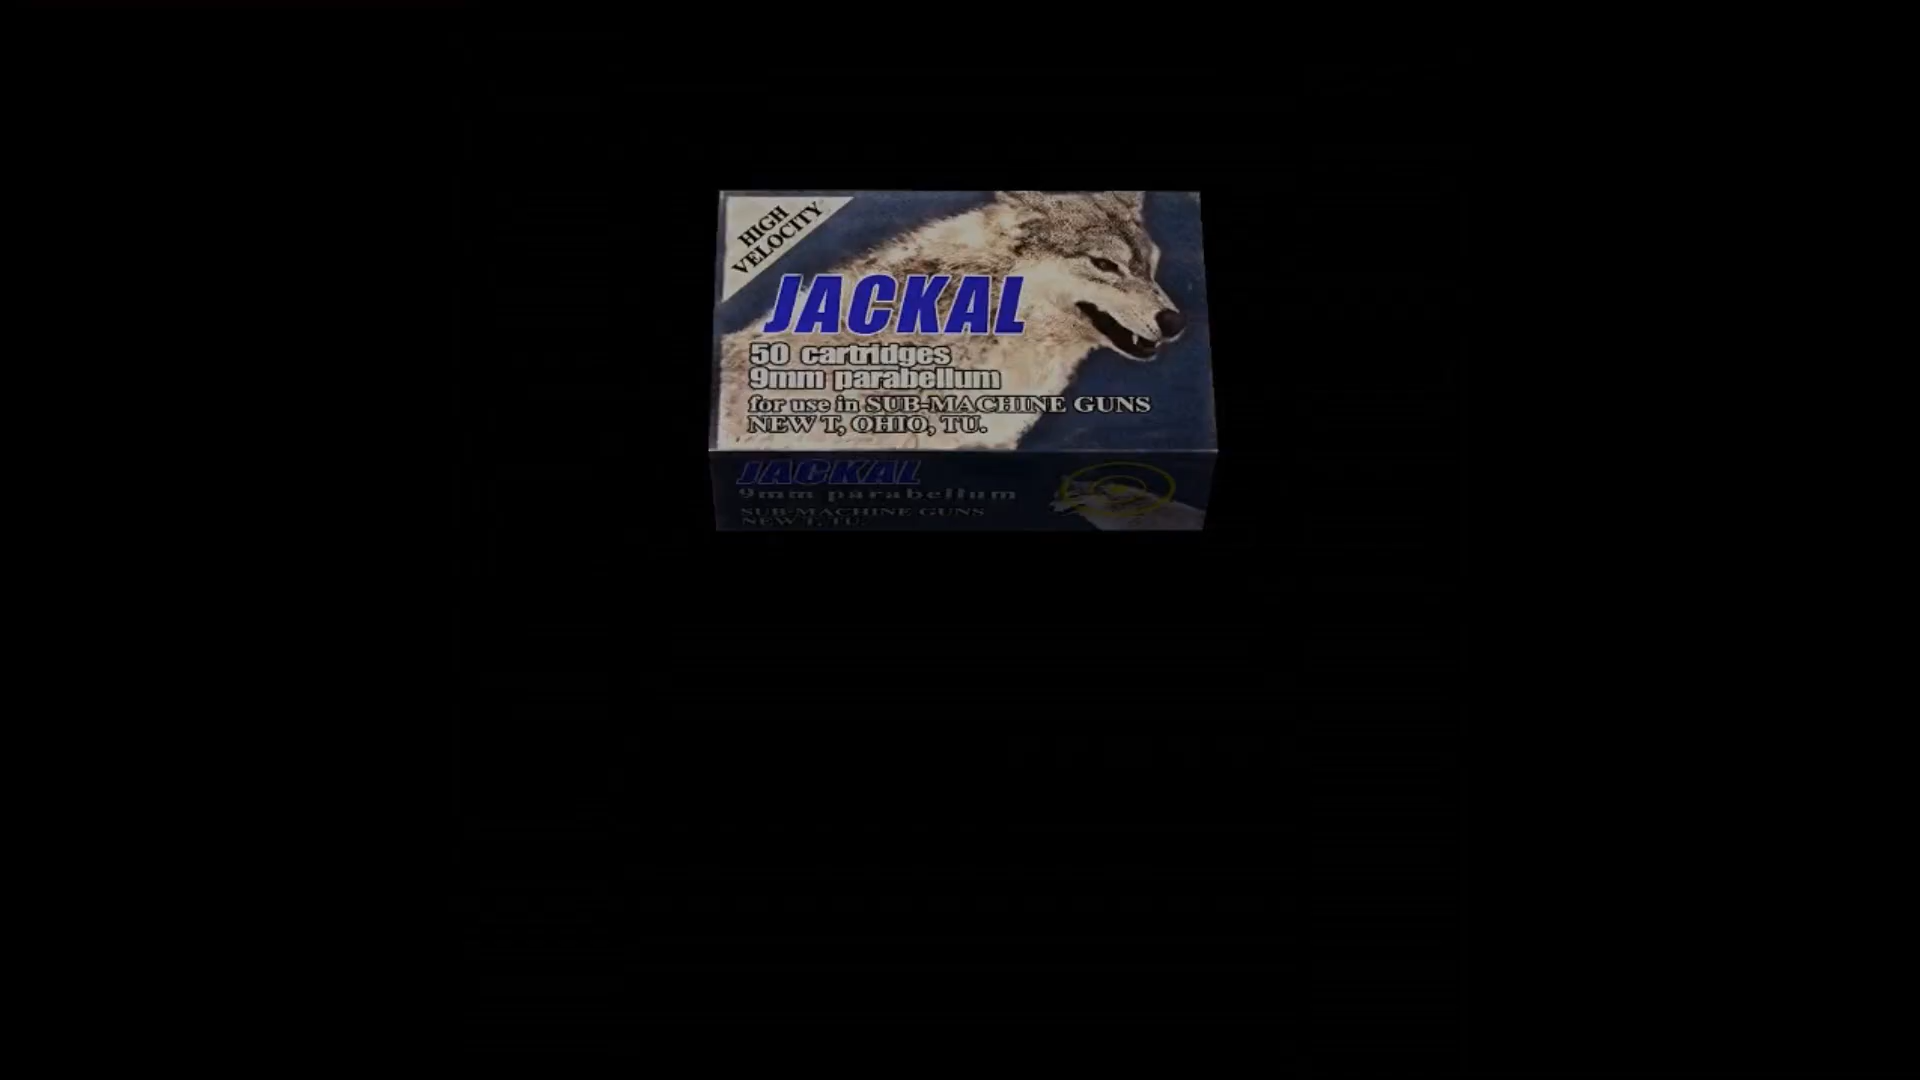 HIGH
VELOCITY
JACKAL
50 cartridges
9mm parabellum
for use in SUB-MACHINE GUNS
NEW T, OHIO, TU.
JACKAL
9mm parabellum
SUB-MACHINE GUNS
NEW T, TU.